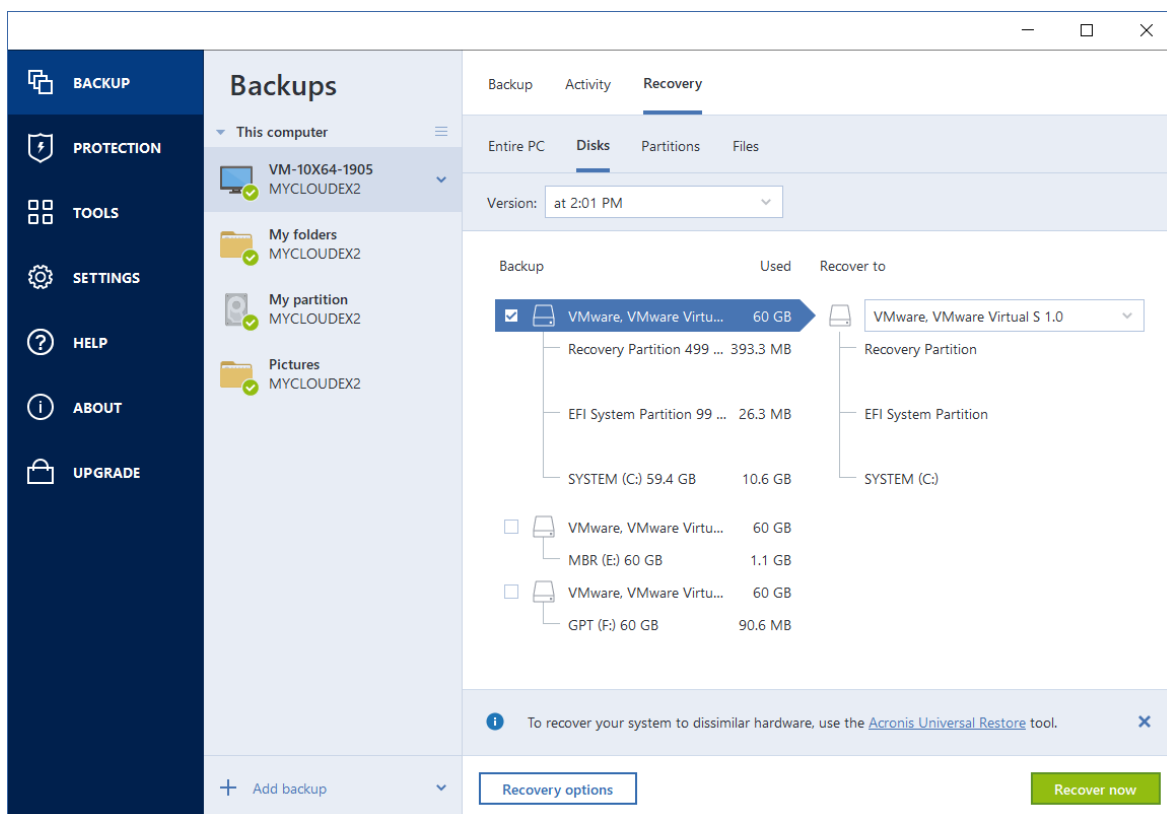 BACKUP
PROTECTION
TOOLS
SETTINGS
HELP
ABOUT
UPGRADE
Backups
This computer
VM-10X64-1905
MYCLOUDEX2
My folders
MYCLOUDEX2
My partition
MYCLOUDEX2
Pictures
MYCLOUDEX2
Add backup
Backup Activity Recovery
Entire PC Disks Partitions Files
Version: at 2:01 PM
Backup Used Recover to
VMware, VMware Virtu... 60 GB VMware, VMware Virtual S 1.0
Recovery Partition 499 ... 393.3 MB Recovery Partition
EFI System Partition 99 ... 26.3 MB EFI System Partition
SYSTEM (C:) 59.4 GB 10.6 GB SYSTEM (C:)
VMware, VMware Virtu... 60 GB
MBR (E:) 60 GB 1.1 GB
VMware, VMware Virtu... 60 GB
GPT (F:) 60 GB 90.6 MB
To recover your system to dissimilar hardware, use the Acronis Universal Restore tool.
Recovery options Recover now